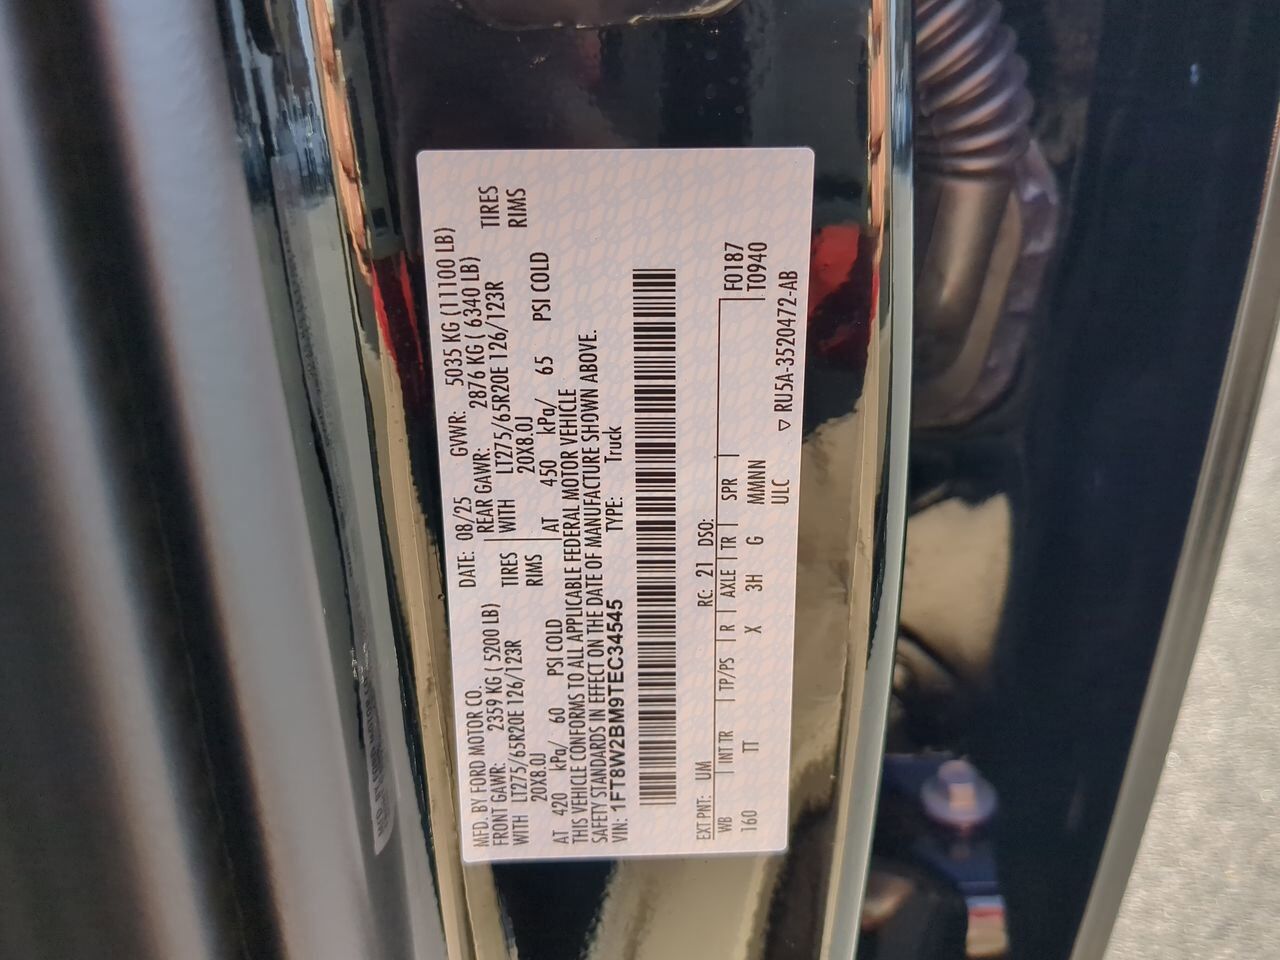 MFD. BY FORD MOTOR CO.
DATE: 08/25 GVWR: 5035 KG (11100 LB)
FRONT GAWR: 2359 KG ( 5200 LB) REAR GAWR: 2876 KG ( 6340 LB)
WITH LT275/65R20E 126/123R TIRES WITH LT275/65R20E 126/123R TIRES
20X8.0J RIMS 20X8.0J RIMS
AT 420 kPa/ 60 PSI COLD AT 450 kPa/ 65 PSI COLD
THIS VEHICLE CONFORMS TO ALL APPLICABLE FEDERAL MOTOR VEHICLE
SAFETY STANDARDS IN EFFECT ON THE DATE OF MANUFACTURE SHOWN ABOVE.
VIN: 1FT8W2BM9TEC34545 TYPE: Truck
EXT PNT: UM RC: 21 DSO:
WB INT TR TP/PS R AXLE TR SPR F0187
160 TT X 3H G MMNN T0940
ULC ▽ RU5A-3520472-AB